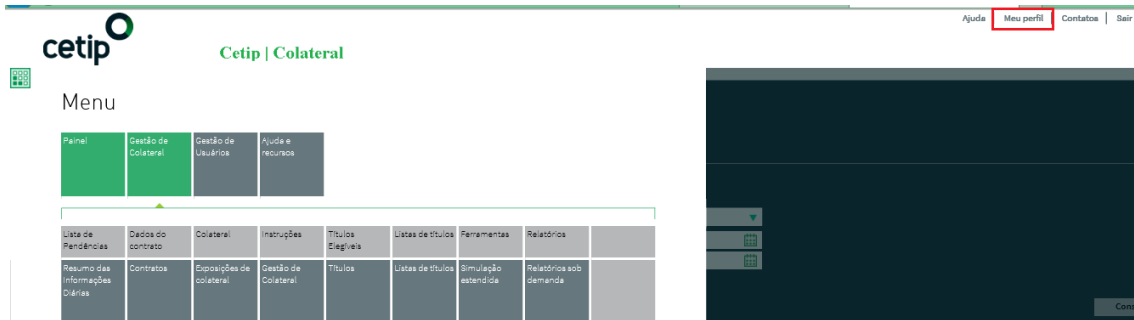 Ajuda Meu perfil Contatos Sair
cetip
Cetip | Colateral
Menu
Painel
Gestão de
Colateral
Gestão de
Usuários
Ajuda e
recursos
Lista de
Pendências
Dados do
contrato
Colateral
Instruções
Títulos
Elegíveis
Listas de títulos
Ferramentas
Relatórios
Resumo das
Informações
Diárias
Contratos
Exposições de
colateral
Gestão de
Colateral
Títulos
Listas de títulos
Simulação
estendida
Relatórios sob
demanda